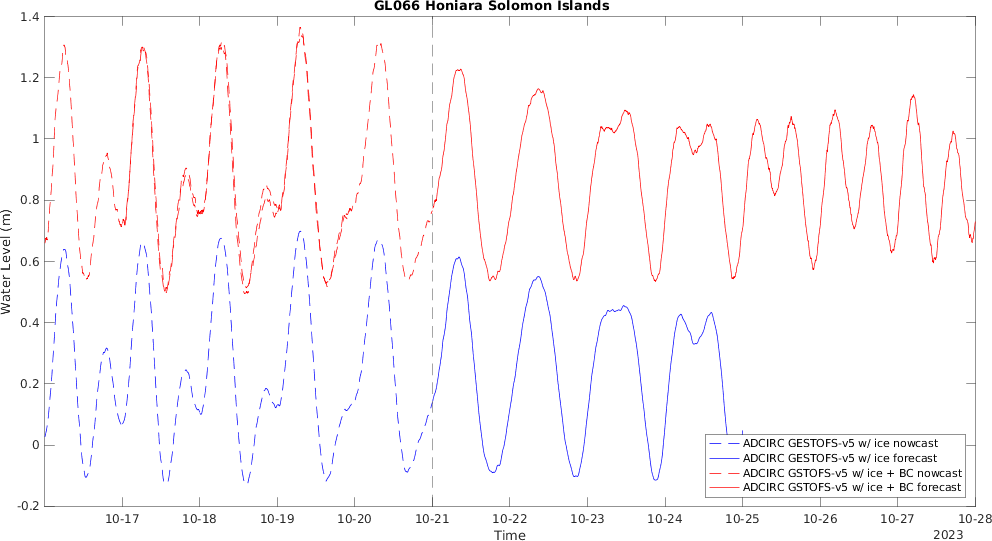 GL066 Honiara Solomon Islands
Water Level (m)
1.4
1.2
1
0.8
0.6
0.4
0.2
0
-0.2
ADCIRC GESTOFS-v5 w/ ice nowcast
ADCIRC GESTOFS-v5 w/ ice forecast
ADCIRC GSTOFS-v5 w/ ice + BC nowcast
ADCIRC GSTOFS-v5 w/ ice + BC forecast
10-17 10-18 10-19 10-20 10-21 10-22 10-23 10-24 10-25 10-26 10-27 10-28
Time
2023